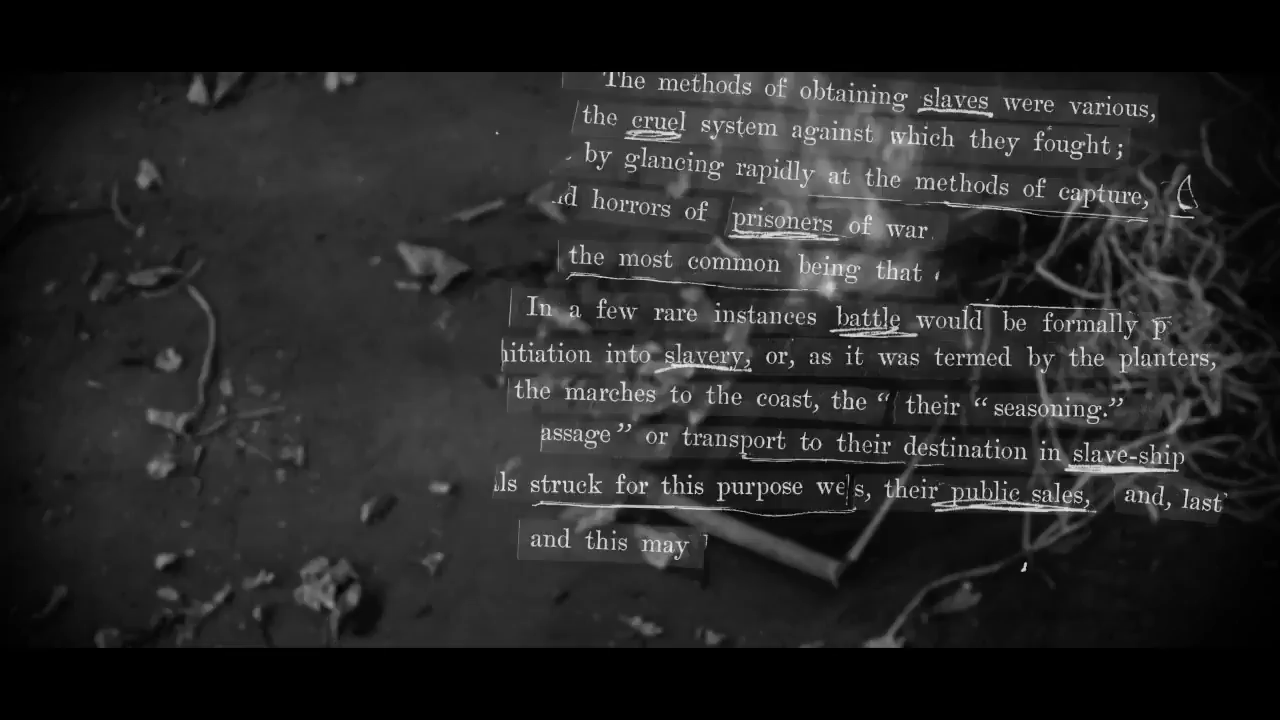 The methods of obtaining slaves were various,
the cruel system against which they fought;
by glancing rapidly at the methods of capture,
d horrors of prisoners of war.
the most common being that
In a few rare instances battle would be formally p
itiation into slavery, or, as it was termed by the planters,
the marches to the coast, the “ their “ seasoning.”
assage ” or transport to their destination in slave-ship
ls struck for this purpose we s, their public sales, and, last
and this may